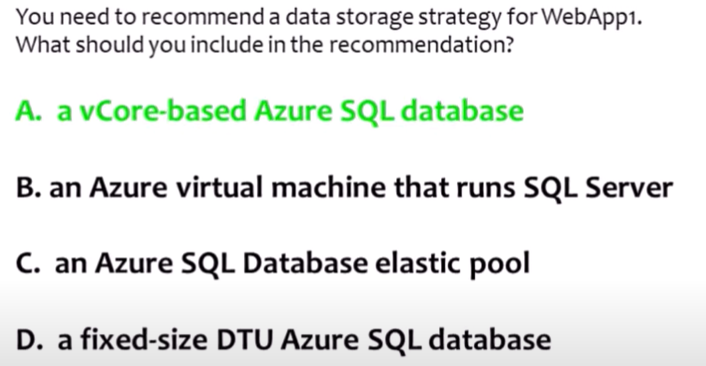 You need to recommend a data storage strategy for WebApp1.
What should you include in the recommendation?
A. a vCore-based Azure SQL database
B. an Azure virtual machine that runs SQL Server
C. an Azure SQL Database elastic pool
D. a fixed-size DTU Azure SQL database